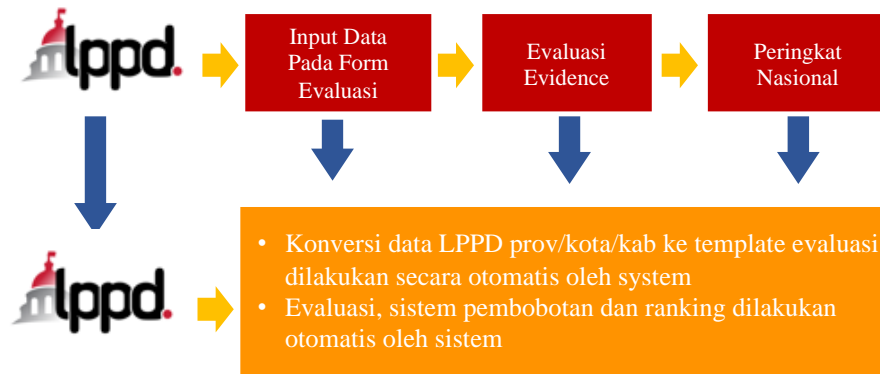 lppd.
Input Data
Pada Form
Evaluasi
Evaluasi
Evidence
Peringkat
Nasional
lppd.
• Konversi data LPPD prov/kota/kab ke template evaluasi
dilakukan secara otomatis oleh system
• Evaluasi, sistem pembobotan dan ranking dilakukan
otomatis oleh sistem